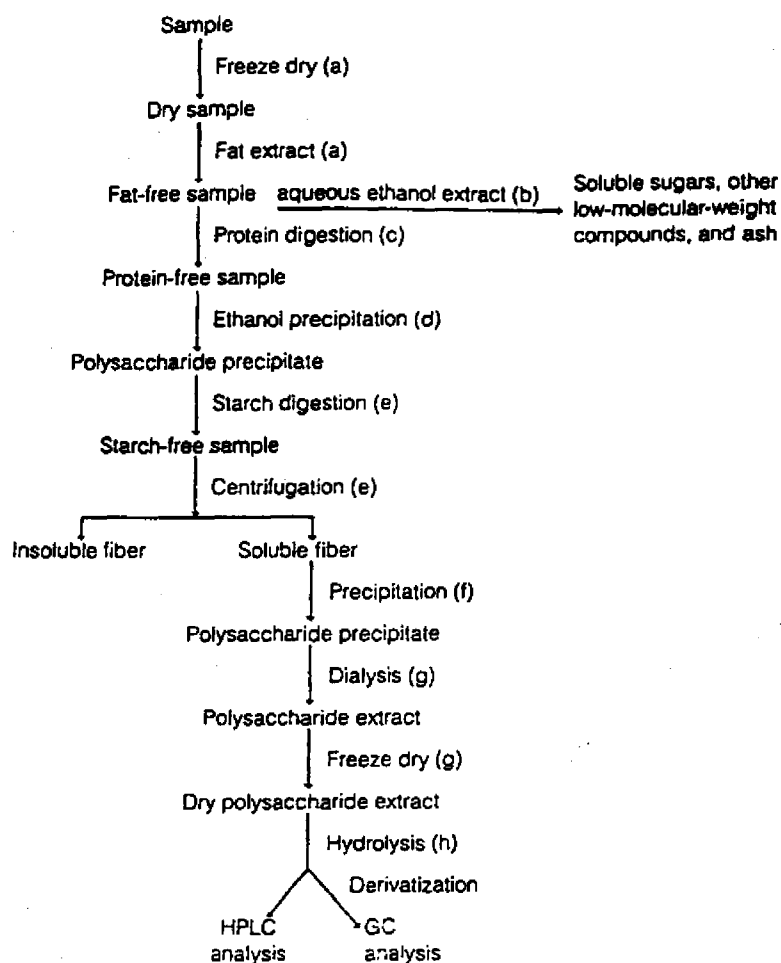 Sample
Freeze dry (a)
Dry sample
Fat extract (a)
Fat-free sample
aqueous ethanol extract (b)
Soluble sugars, other
low-molecular-weight
compounds, and ash
Protein digestion (c)
Protein-free sample
Ethanol precipitation (d)
Polysaccharide precipitate
Starch digestion (e)
Starch-free sample
Centrifugation (e)
Insoluble fiber
Soluble fiber
Precipitation (f)
Polysaccharide precipitate
Dialysis (g)
Polysaccharide extract
Freeze dry (g)
Dry polysaccharide extract
Hydrolysis (h)
Derivatization
HPLC
analysis
GC
analysis